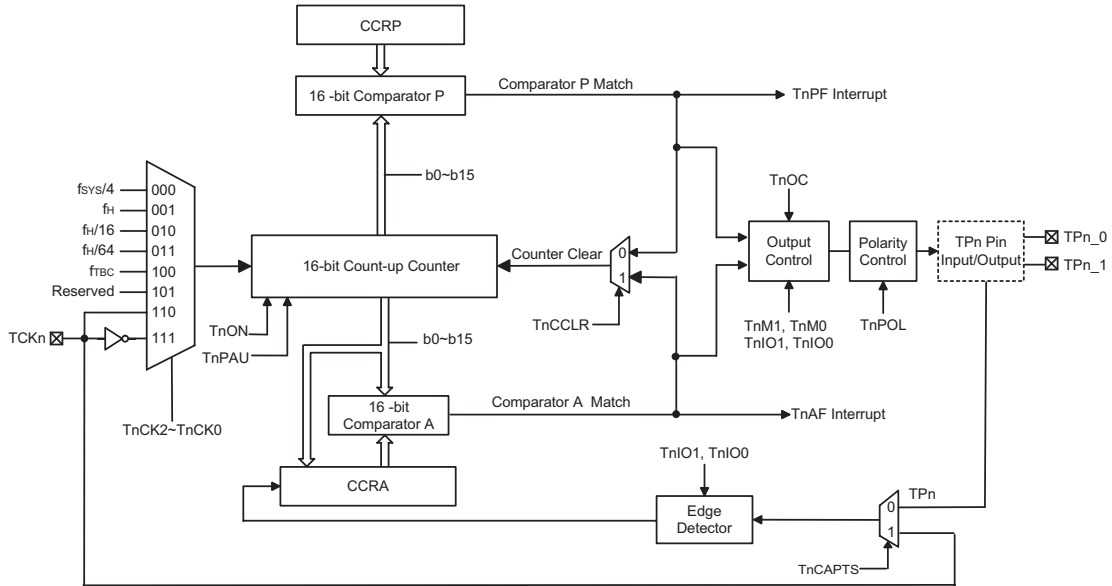 CCRP
16 -bit Comparator P
Comparator P Match
TnPF Interrupt
b0~b15
fSYS/4
000
fH
001
fH/16
010
fH/64
011
fTBC
100
Reserved
101
110
TCKn
111
TnCK2~TnCK0
16-bit Count-up Counter
TnON
TnPAU
Counter Clear
0
1
TnCCLR
TnOC
Output
Control
TnM1, TnM0
TnIO1, TnIO0
Polarity
Control
TnPOL
TPn Pin
Input/Output
TPn_0
TPn_1
b0~b15
16 -bit
Comparator A
Comparator A Match
TnAF Interrupt
CCRA
TnIO1, TnIO0
Edge
Detector
TPn
0
1
TnCAPTS